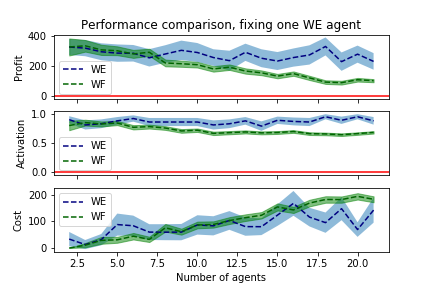 Performance comparison, fixing one WE agent
400
200
0
Profit
WE
WF
1.0
0.5
0.0
Activation
WE
WF
200
100
0
Cost
WE
WF
2.5 5.0 7.5 10.0 12.5 15.0 17.5 20.0
Number of agents